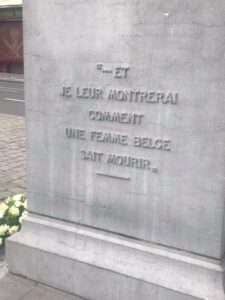 "... ET
JE LEUR MONTRERAI
COMMENT
UNE FEMME BELGE
SAIT MOURIR „